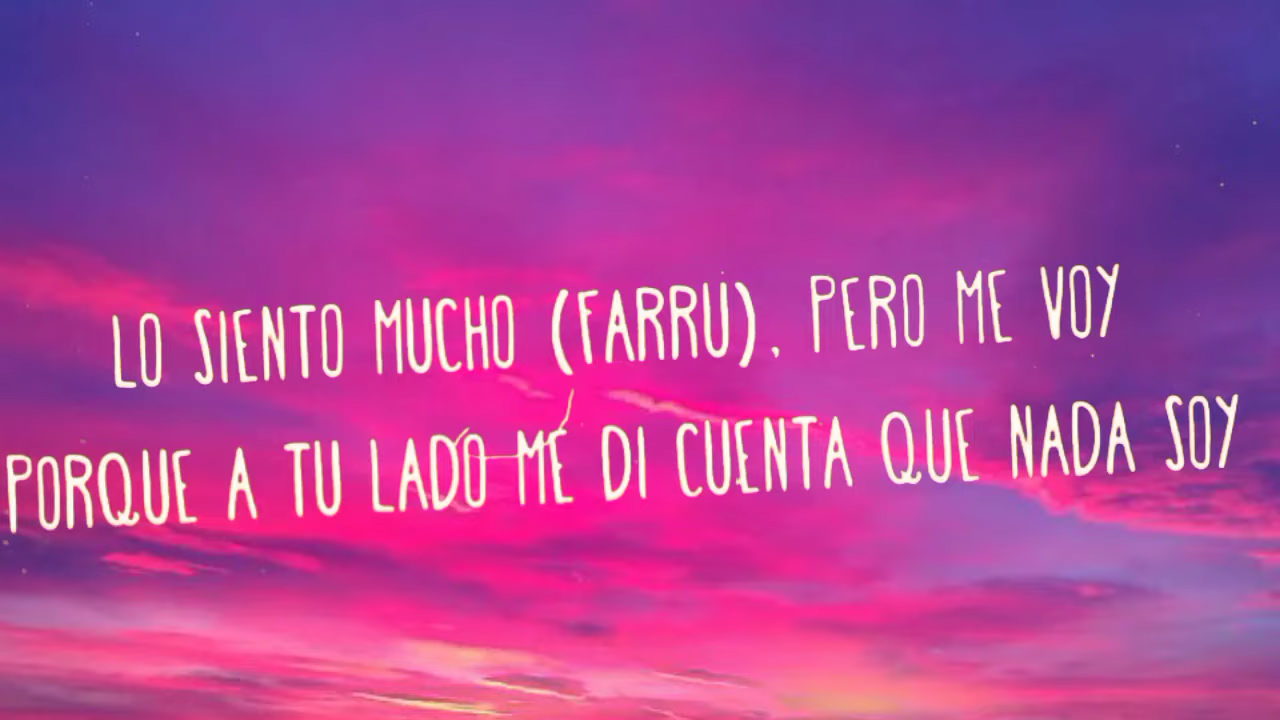 LO SIENTO MUCHO (FARRU), PERO ME VOY
PORQUE A TU LADO ME DI CUENTA QUE NADA SOY